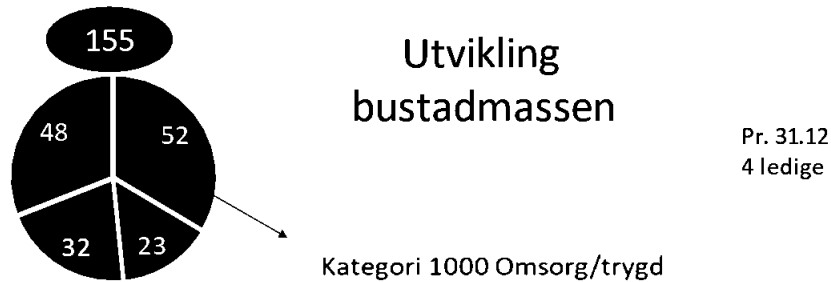 155
Utvikling
bustadmassen
48
52
Pr. 31.12
4 ledige
32
23
Kategori 1000 Omsorg/trygd